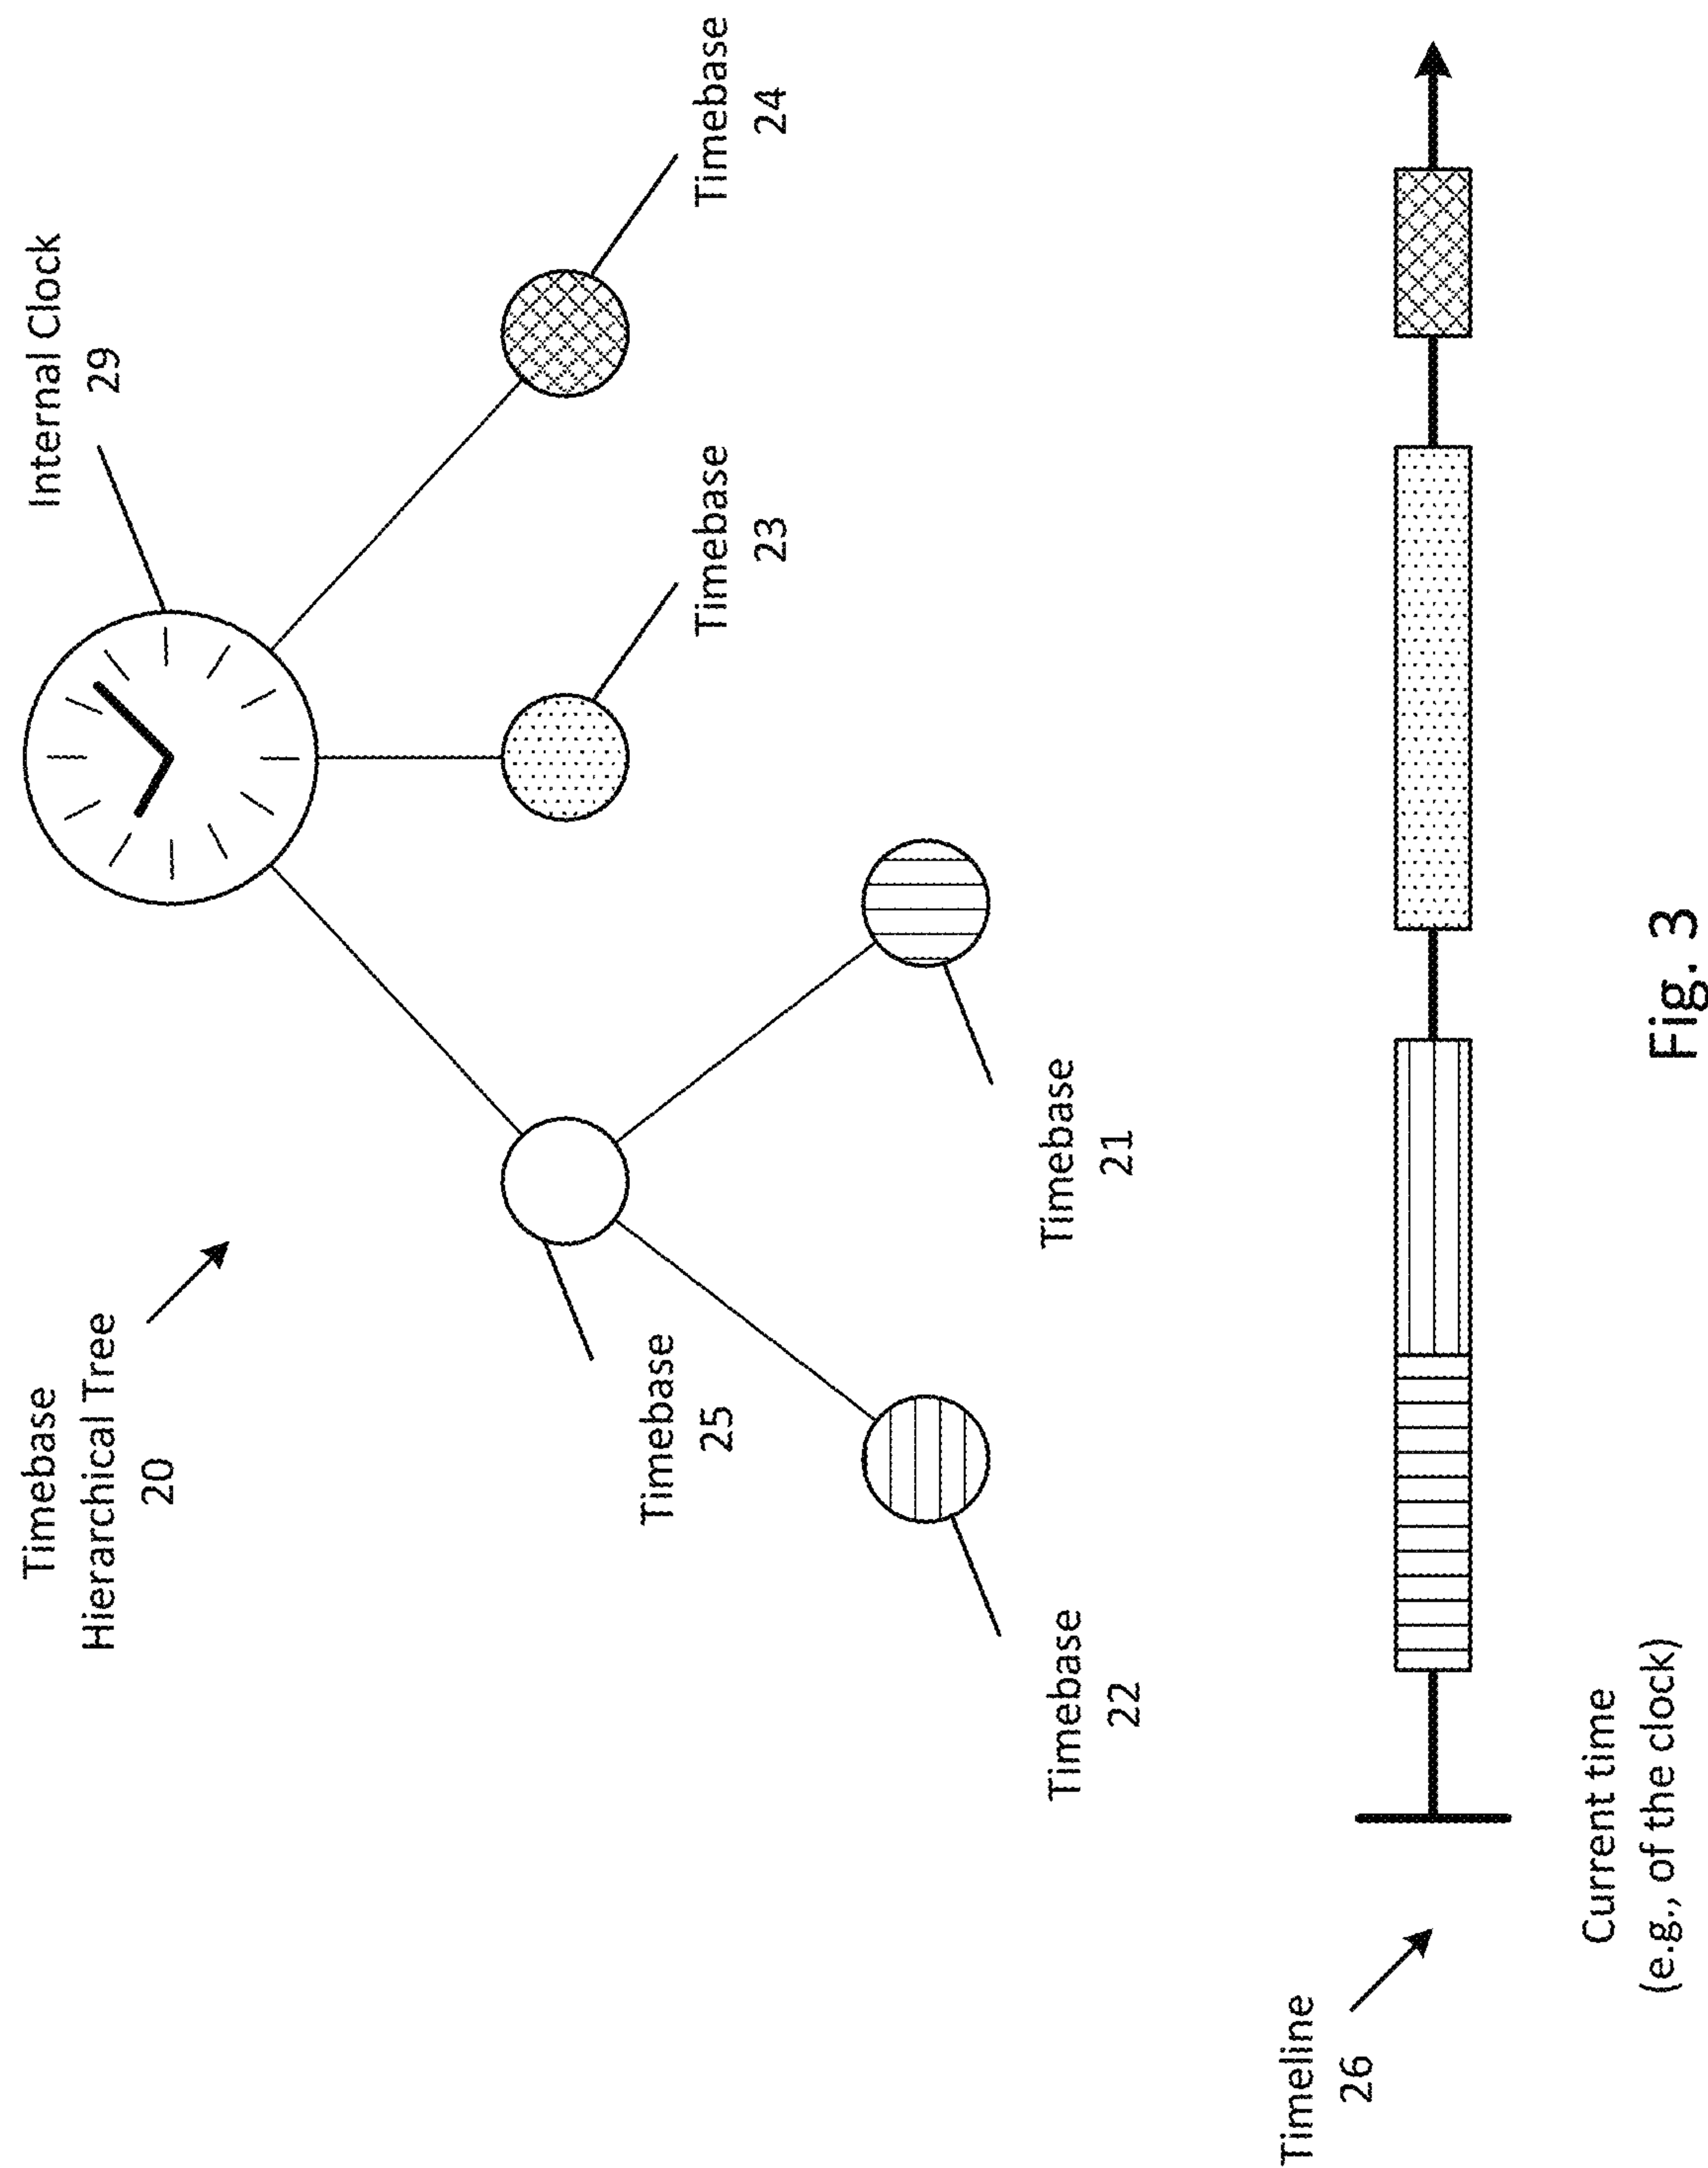 Timebase
Hierarchical Tree
20
Internal Clock
29
Timebase
25
Timebase
23
Timebase
24
Timebase
22
Timebase
21
Timeline
26
Current time
(e.g., of the clock)
Fig. 3